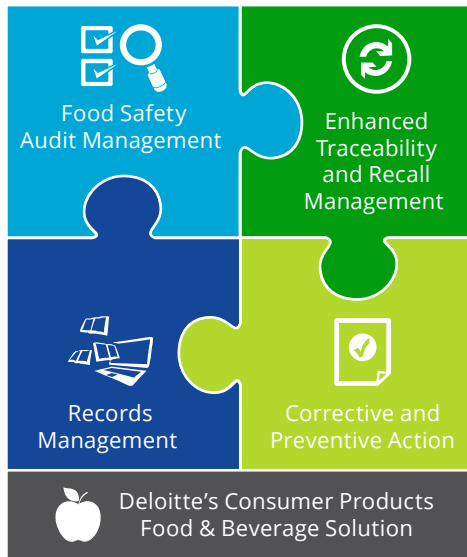 Food Safety
Audit Management
Enhanced
Traceability
and Recall
Management
Records
Management
Corrective and
Preventive Action
Deloitte’s Consumer Products
Food & Beverage Solution